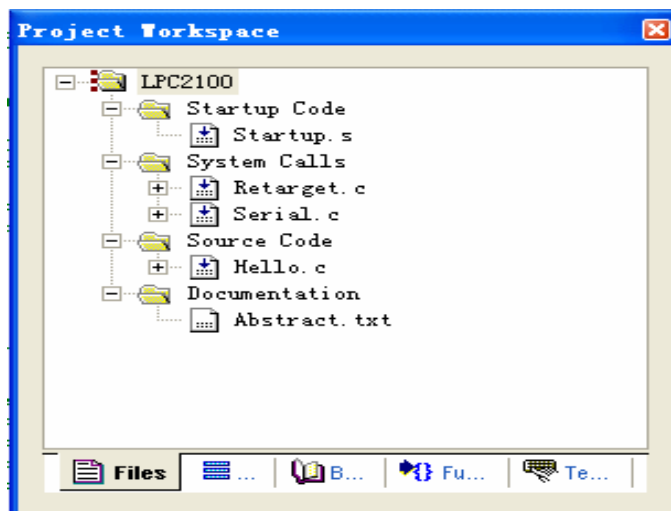 Project Workspace
LPC2100
Startup Code
Startup.s
System Calls
Retarget.c
Serial.c
Source Code
Hello.c
Documentation
Abstract.txt
Files ... B... Fu... Te...